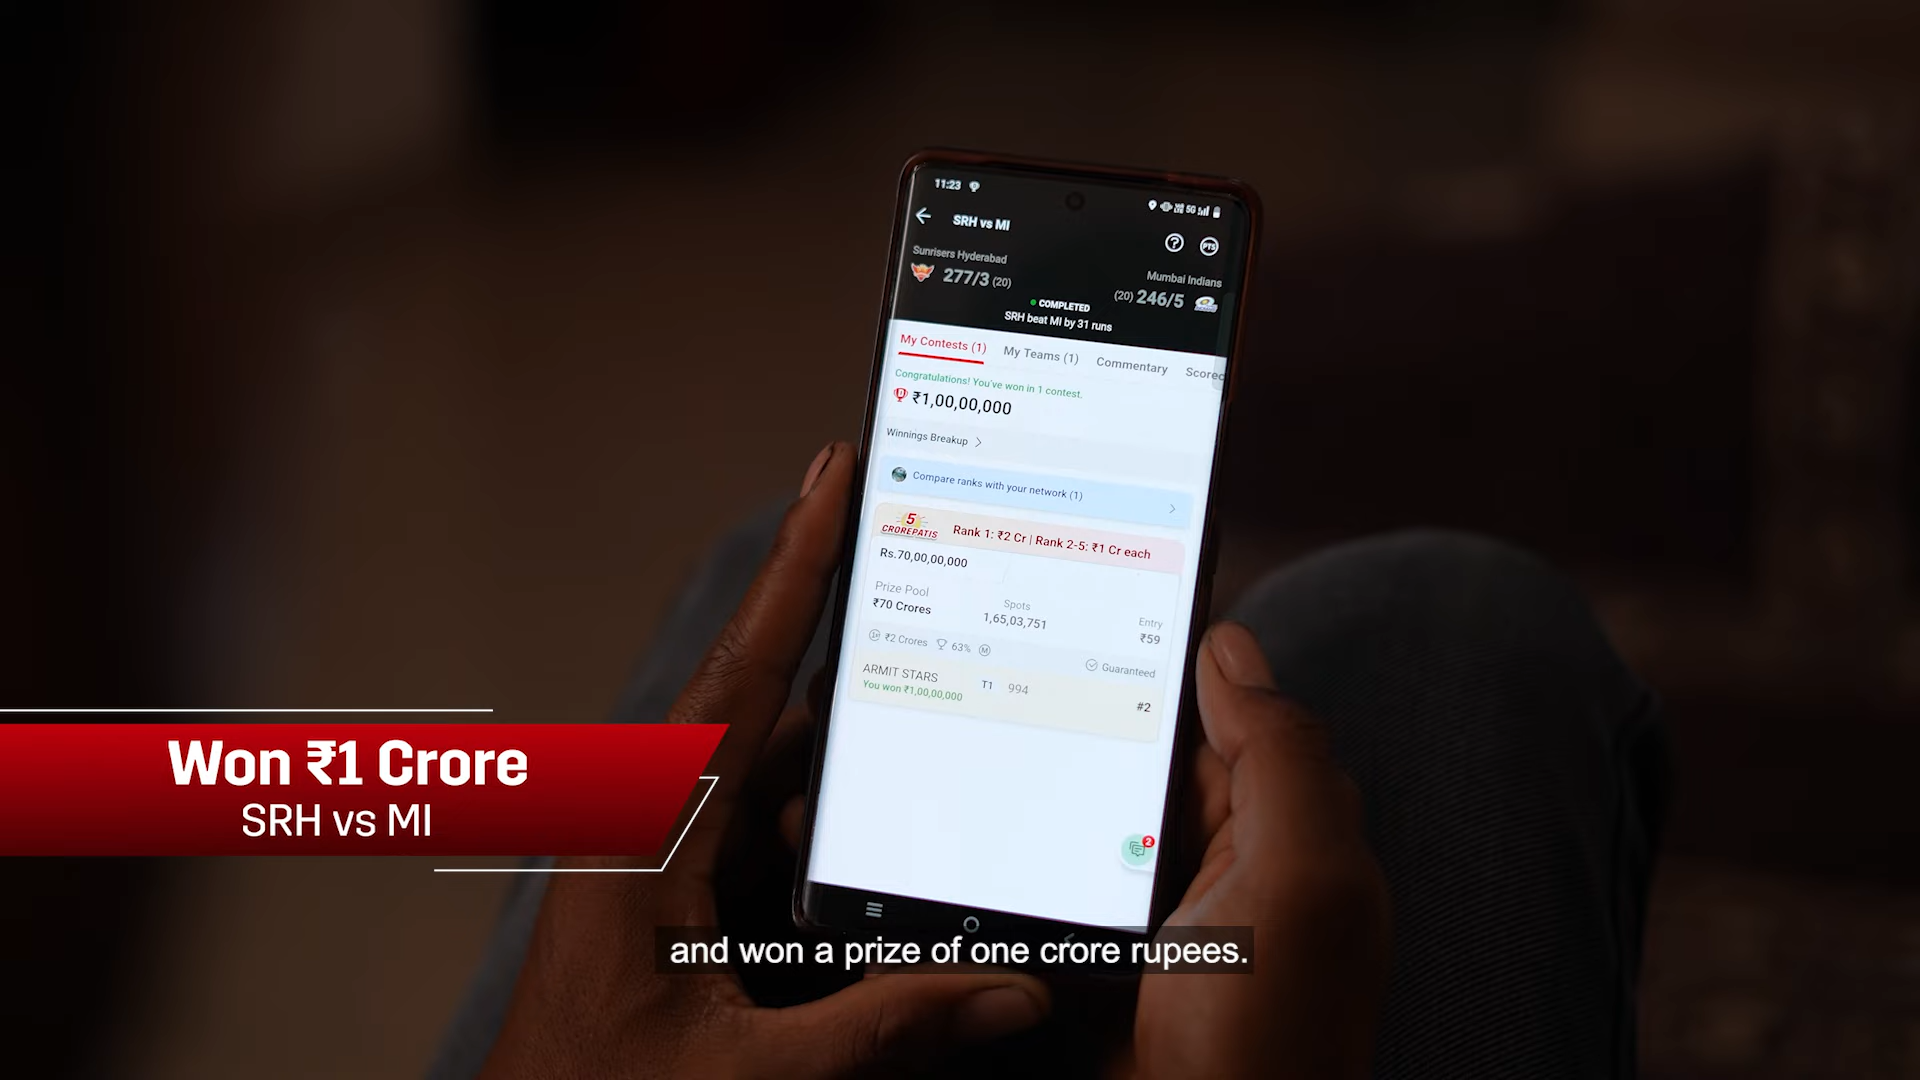 11:23
5G
SRH vs MI
?
PTS
Sunrisers Hyderabad
277/3 (20)
Mumbai Indians
(20) 246/5
COMPLETED
SRH beat MI by 31 runs
My Contests (1)
My Teams (1)
Commentary
Scorec
Congratulations! You've won in 1 contest.
₹1,00,00,000
Winnings Breakup
Compare ranks with your network (1)
5
CROREPATIS
Rank 1: ₹2 Cr | Rank 2-5: ₹1 Cr each
Rs.70,00,00,000
Prize Pool
₹70 Crores
Spots
1,65,03,751
Entry
₹59
1st ₹2 Crores 63% M
Guaranteed
ARMIT STARS
You won ₹1,00,00,000
T1 994
#2
2
Won ₹1 Crore
SRH vs MI
and won a prize of one crore rupees.